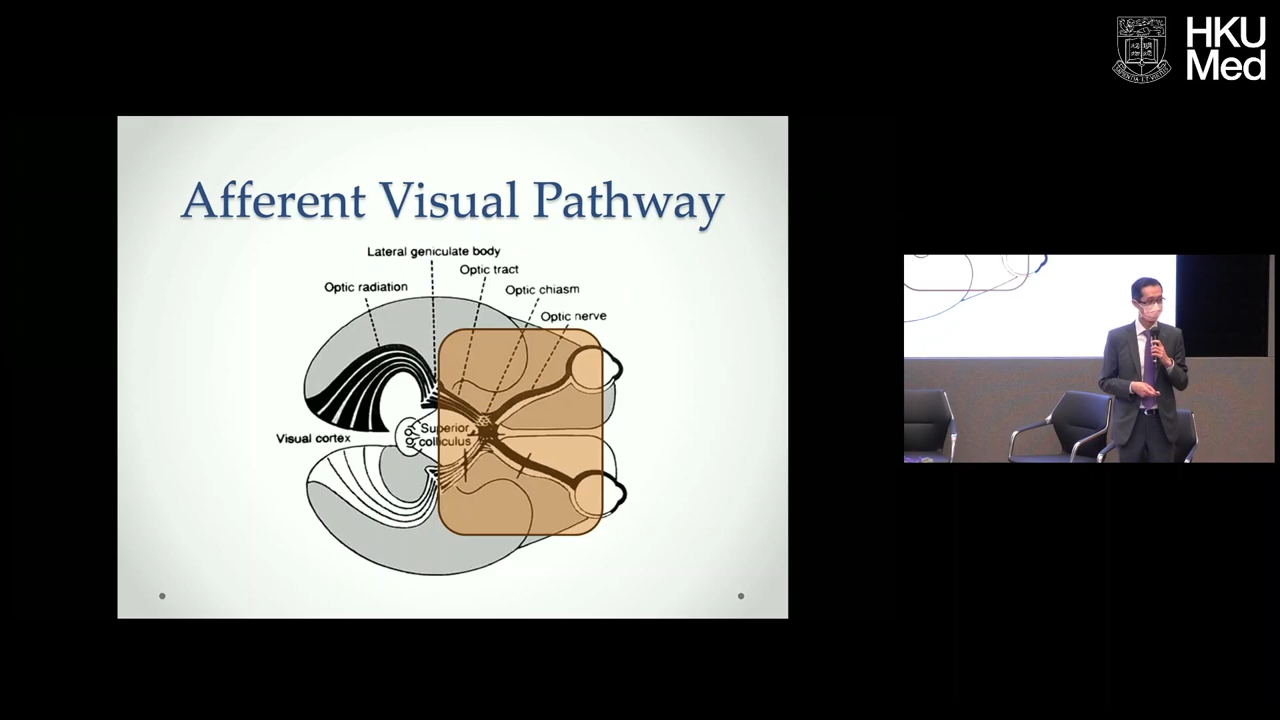 HKU
Med
Afferent Visual Pathway
Lateral geniculate body
Optic tract
Optic radiation
Optic chiasm
Optic nerve
Superior
colliculus
Visual cortex